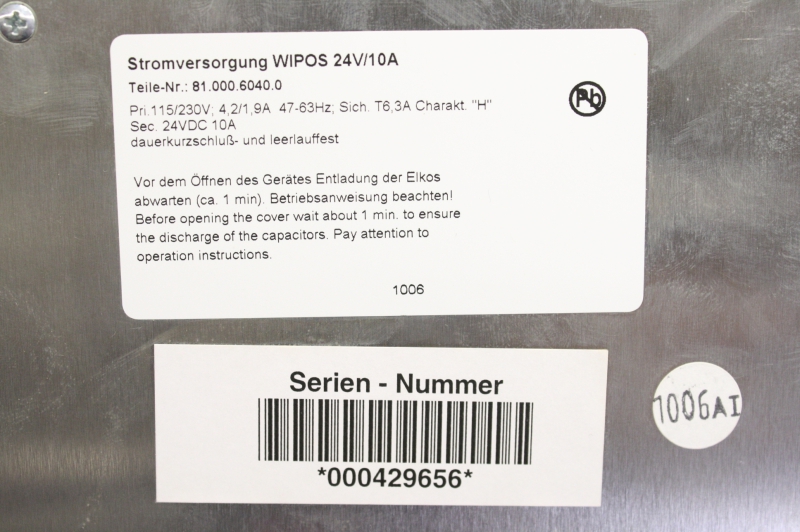 Stromversorgung WIPOS 24V/10A
Teile-Nr.: 81.000.6040.0
Pri.115/230V; 4,2/1,9A 47-63Hz; Sich. T6,3A Charakt. "H"
Sec. 24VDC 10A
dauerkurzschluß- und leerlauffest
Pb
Vor dem Öffnen des Gerätes Entladung der Elkos
abwarten (ca. 1 min). Betriebsanweisung beachten!
Before opening the cover wait about 1 min. to ensure
the discharge of the capacitors. Pay attention to
operation instructions.
1006
Serien - Nummer
*000429656*
1006AI